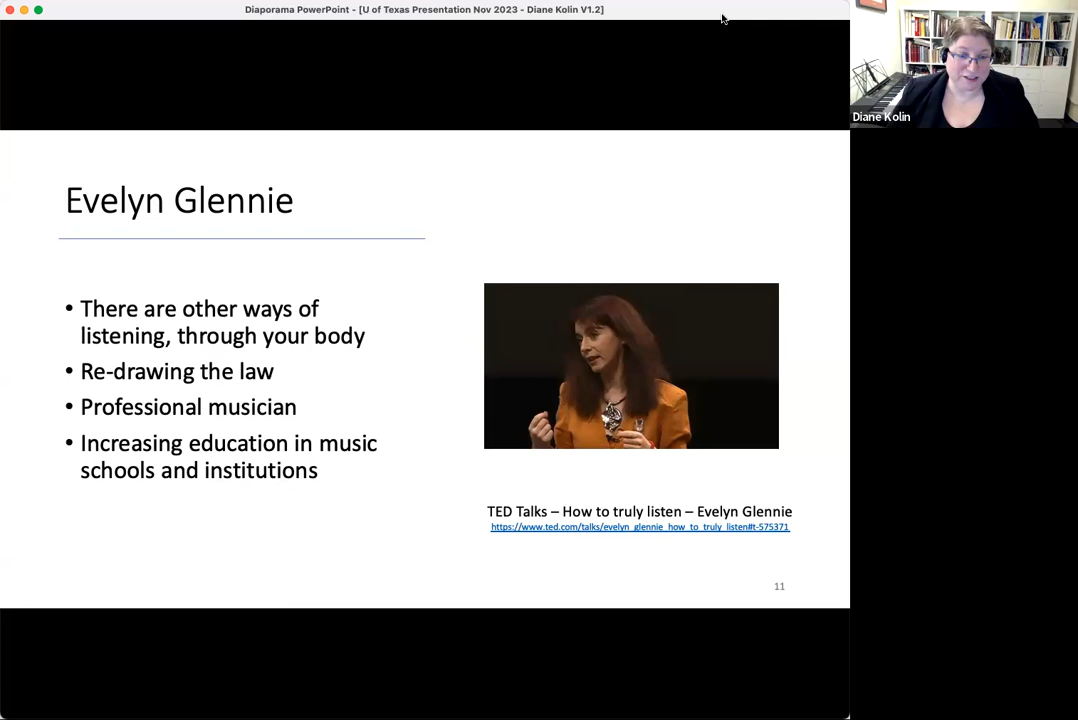 Diaporama PowerPoint - [U of Texas Presentation Nov 2023 - Diane Kolin V1.2]
Diane Kolin
Evelyn Glennie
• There are other ways of
listening, through your body
• Re-drawing the law
• Professional musician
• Increasing education in music
schools and institutions
TED Talks – How to truly listen – Evelyn Glennie
https://www.ted.com/talks/evelyn_glennie_how_to_truly_listen#t-575371
11